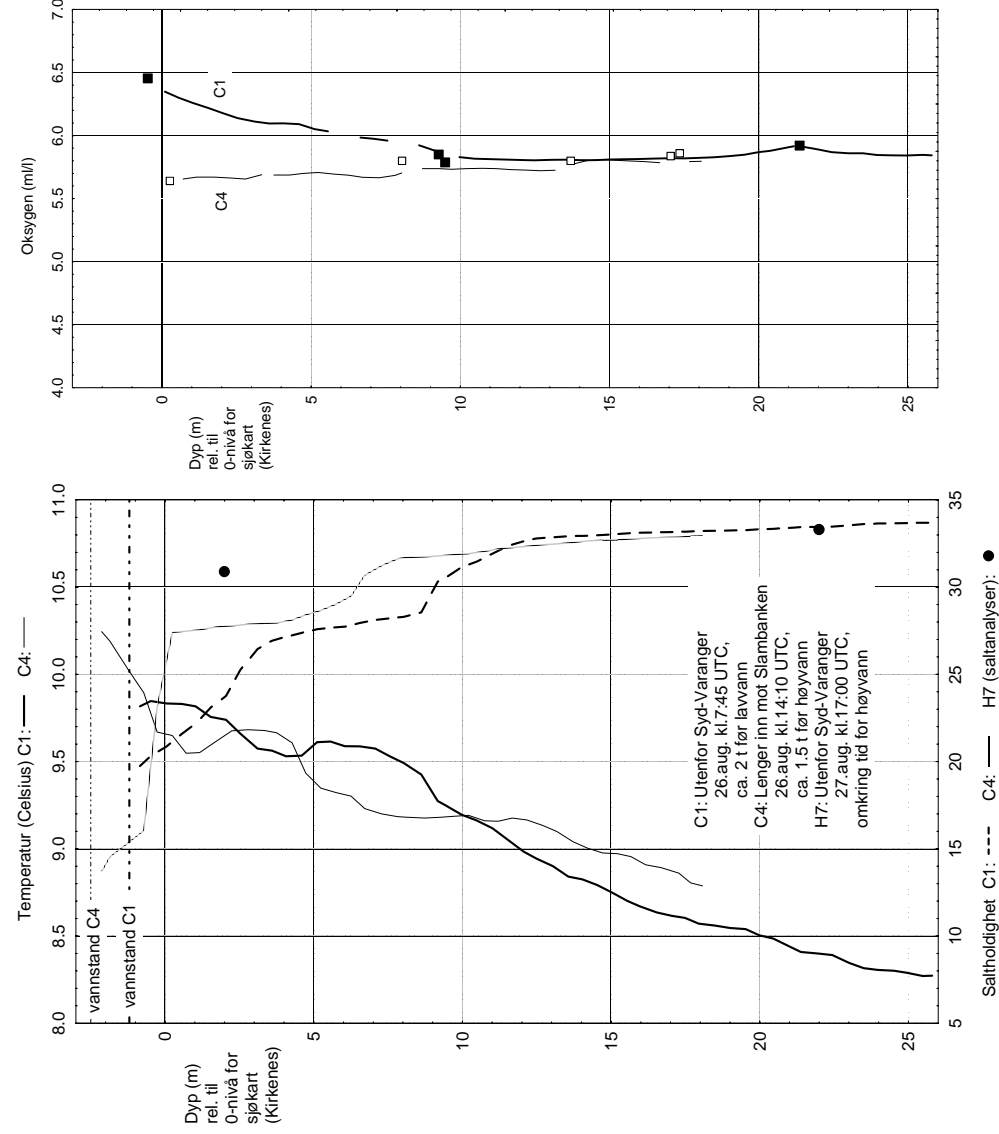 Temperatur (Celsius) C1: C4:
8.0 8.5 9.0 9.5 10.0 10.5 11.0
vannstand C4
vannstand C1
Dyp (m)
rel. til
0-nivå for
sjøkart
(Kirkenes)
0
5
10
15
20
25
C1: Utenfor Syd-Varanger
26.aug. kl.7:45 UTC,
ca. 2 t før lavvann
C4: Lenger inn mot Slambanken
26.aug. kl.14:10 UTC,
ca. 1.5 t før høyvann
H7: Utenfor Syd-Varanger
27.aug. kl.17:00 UTC,
omkring tid for høyvann
5 10 15 20 25 30 35
Saltholdighet C1: C4: H7 (saltanalyser):
Oksygen (ml/l)
4.0 4.5 5.0 5.5 6.0 6.5 7.0
Dyp (m)
rel. til
0-nivå for
sjøkart
(Kirkenes)
0
5
10
15
20
25
C4
C1